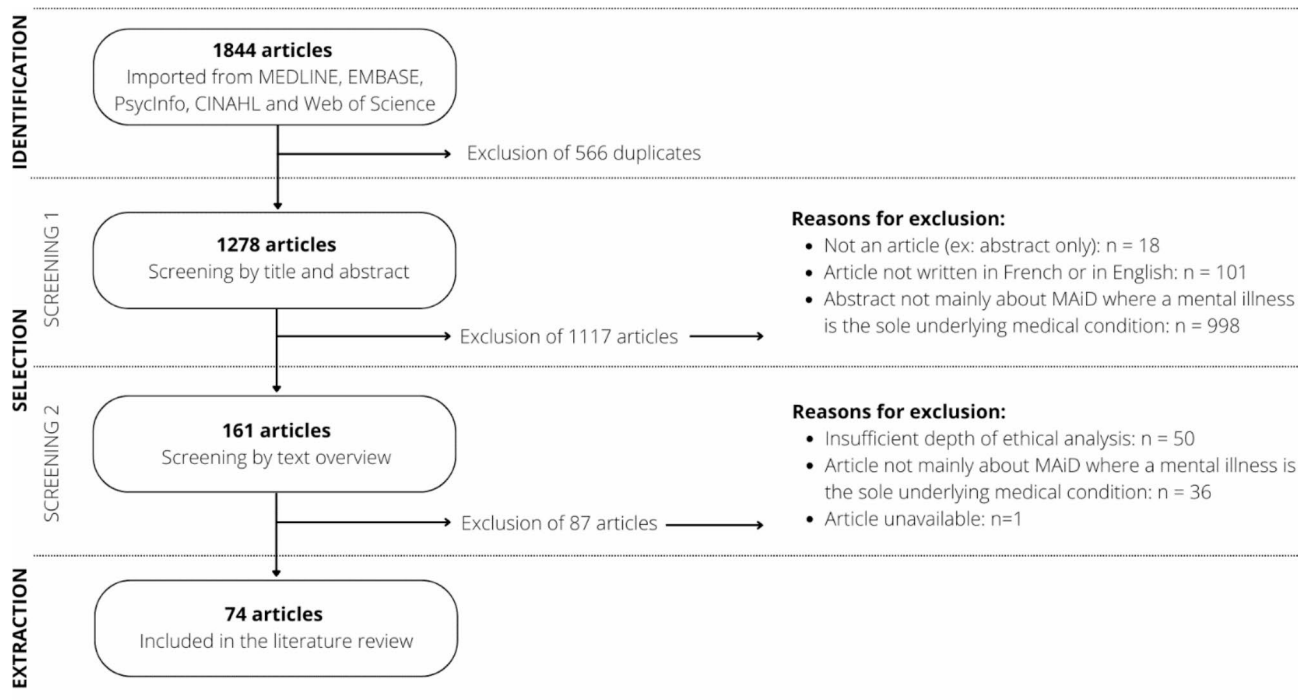 IDENTIFICATION
1844 articles
Imported from MEDLINE, EMBASE,
PsycInfo, CINAHL and Web of Science
Exclusion of 566 duplicates
SELECTION
SCREENING 1
1278 articles
Screening by title and abstract
Exclusion of 1117 articles
Reasons for exclusion:
• Not an article (ex: abstract only): n = 18
• Article not written in French or in English: n = 101
• Abstract not mainly about MAiD where a mental illness
is the sole underlying medical condition: n = 998
SCREENING 2
161 articles
Screening by text overview
Exclusion of 87 articles
Reasons for exclusion:
• Insufficient depth of ethical analysis: n = 50
• Article not mainly about MAiD where a mental illness is
the sole underlying medical condition: n = 36
• Article unavailable: n=1
EXTRACTION
74 articles
Included in the literature review